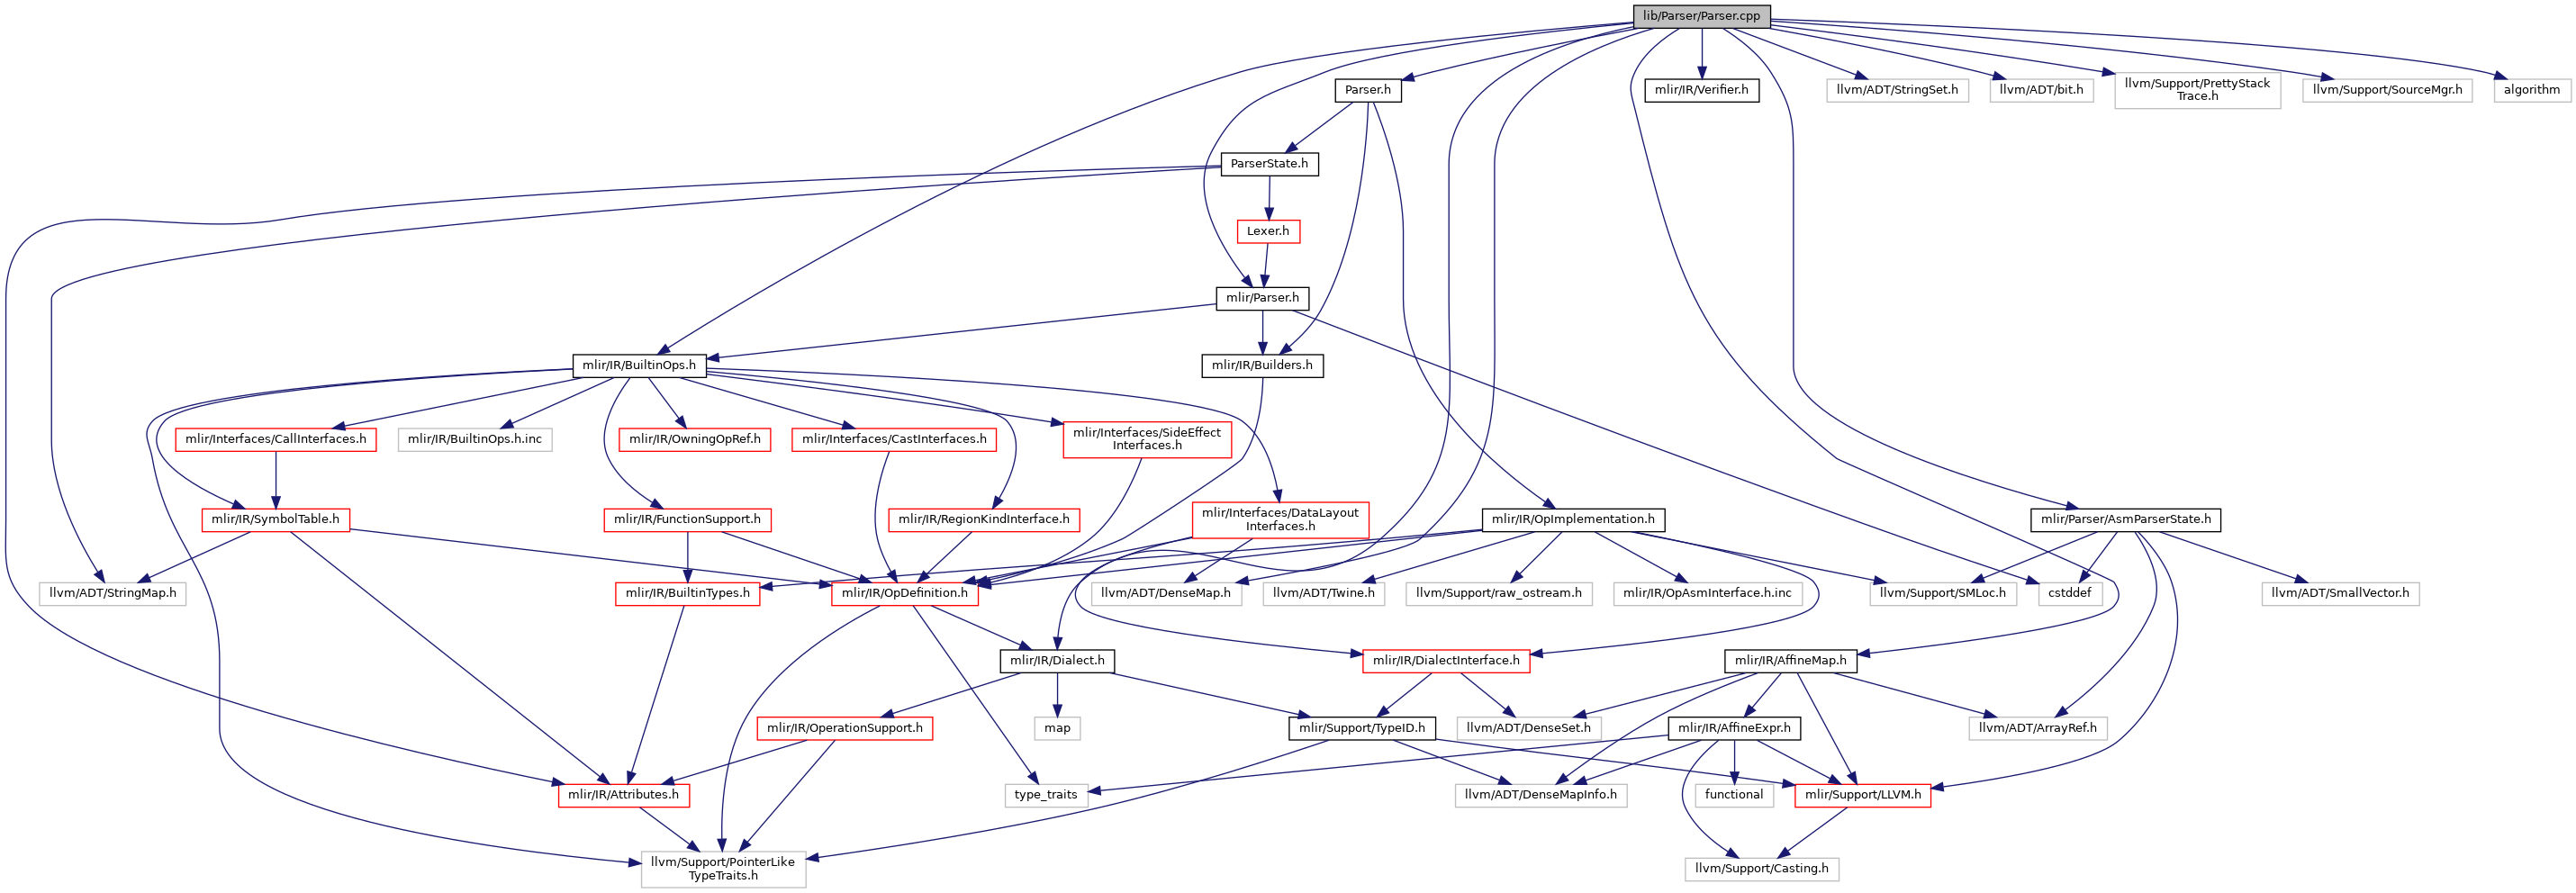 lib/Parser/Parser.cpp
Parser.h
mlir/IR/Verifier.h
llvm/ADT/StringSet.h
llvm/ADT/bit.h
llvm/Support/PrettyStack
Trace.h
llvm/Support/SourceMgr.h
algorithm
ParserState.h
Lexer.h
mlir/Parser.h
mlir/IR/BuiltinOps.h
mlir/IR/Builders.h
mlir/Interfaces/CallInterfaces.h
mlir/IR/BuiltinOps.h.inc
mlir/IR/OwningOpRef.h
mlir/Interfaces/CastInterfaces.h
mlir/Interfaces/SideEffect
Interfaces.h
mlir/IR/SymbolTable.h
mlir/IR/FunctionSupport.h
mlir/IR/RegionKindInterface.h
mlir/Interfaces/DataLayout
Interfaces.h
mlir/IR/OpImplementation.h
mlir/Parser/AsmParserState.h
llvm/ADT/StringMap.h
mlir/IR/BuiltinTypes.h
mlir/IR/OpDefinition.h
llvm/ADT/DenseMap.h
llvm/ADT/Twine.h
llvm/Support/raw_ostream.h
mlir/IR/OpAsmInterface.h.inc
llvm/Support/SMLoc.h
cstddef
llvm/ADT/SmallVector.h
mlir/IR/Dialect.h
mlir/IR/DialectInterface.h
mlir/IR/AffineMap.h
mlir/IR/OperationSupport.h
map
mlir/Support/TypeID.h
llvm/ADT/DenseSet.h
mlir/IR/AffineExpr.h
llvm/ADT/ArrayRef.h
mlir/IR/Attributes.h
type_traits
llvm/ADT/DenseMapInfo.h
functional
mlir/Support/LLVM.h
llvm/Support/PointerLike
TypeTraits.h
llvm/Support/Casting.h